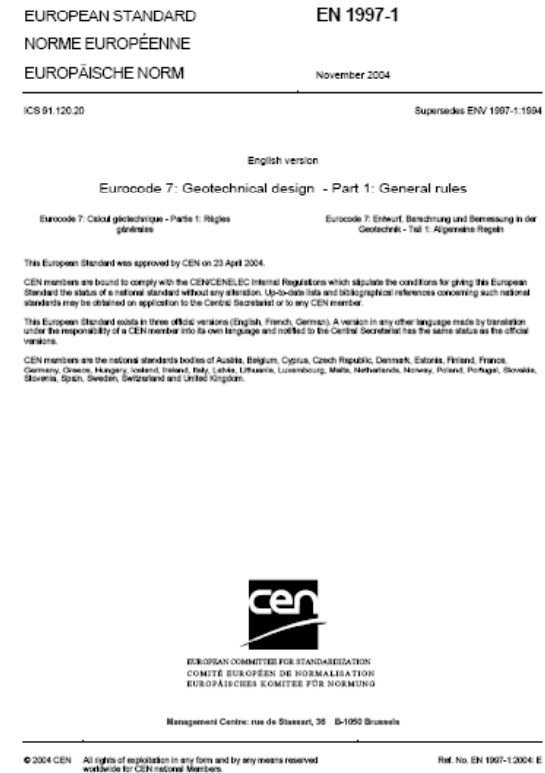 EUROPEAN STANDARD
EN 1997-1
NORME EUROPÉENNE
EUROPÄISCHE NORM
November 2004
ICS 91.120.20
Supersedes ENV 1997-1:1994
English version
Eurocode 7: Geotechnical design - Part 1: General rules
Eurocode 7: Calcul géotechnique - Partie 1: Règles
générales
Eurocode 7: Entwurf, Berechnung und Bemessung in der
Geotechnik - Teil 1: Allgemeine Regeln
This European Standard was approved by CEN on 23 April 2004.
CEN members are bound to comply with the CEN/CENELEC Internal Regulations which stipulate the conditions for giving this European
Standard the status of a national standard without any alteration. Up-to-date lists and bibliographical references concerning such national
standards may be obtained on application to the Central Secretariat or to any CEN member.
This European Standard exists in three official versions (English, French, German). A version in any other language made by translation
under the responsibility of a CEN member into its own language and notified to the Central Secretariat has the same status as the official
versions.
CEN members are the national standards bodies of Austria, Belgium, Cyprus, Czech Republic, Denmark, Estonia, Finland, France,
Germany, Greece, Hungary, Iceland, Ireland, Italy, Latvia, Lithuania, Luxembourg, Malta, Netherlands, Norway, Poland, Portugal, Slovakia,
Slovenia, Spain, Sweden, Switzerland and United Kingdom.
cen
EUROPEAN COMMITTEE FOR STANDARDIZATION
COMITÉ EUROPÉEN DE NORMALISATION
EUROPÄISCHES KOMITEE FÜR NORMUNG
Management Centre: rue de Stassart, 36 B-1050 Brussels
© 2004 CEN All rights of exploitation in any form and by any means reserved
worldwide for CEN national Members.
Ref. No. EN 1997-1:2004: E